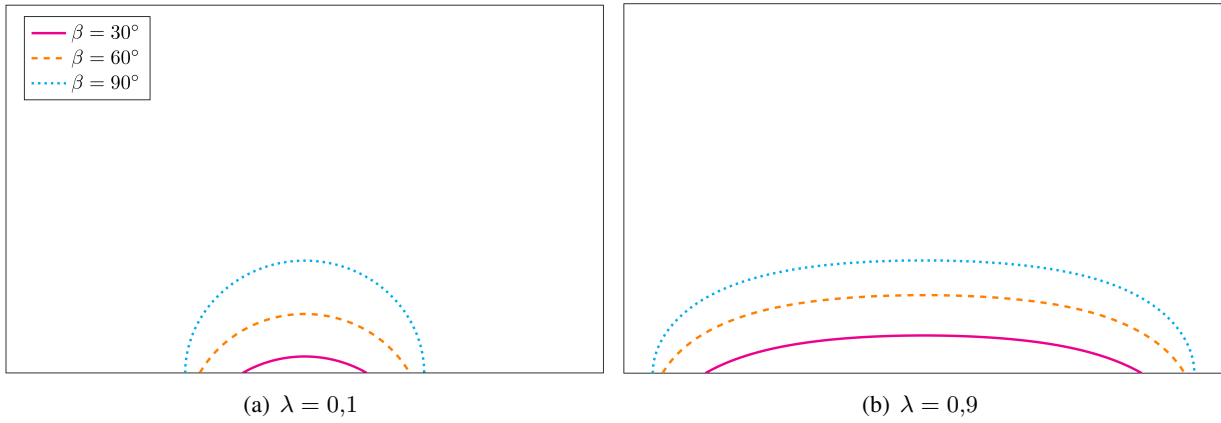 β = 30°
β = 60°
β = 90°
(a) λ = 0,1
(b) λ = 0,9